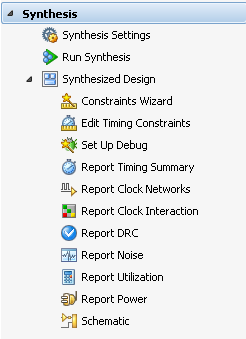 Synthesis
Synthesis Settings
Run Synthesis
Synthesized Design
Constraints Wizard
Edit Timing Constraints
Set Up Debug
Report Timing Summary
Report Clock Networks
Report Clock Interaction
Report DRC
Report Noise
Report Utilization
Report Power
Schematic